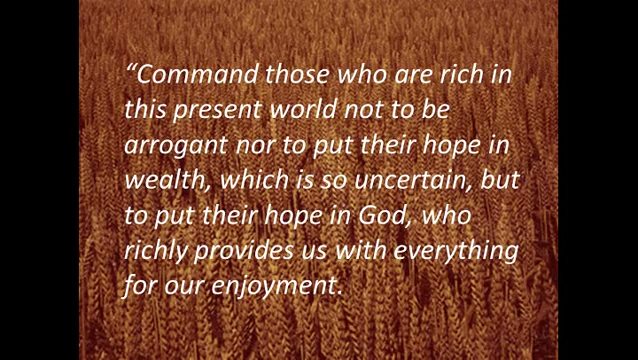 “Command those who are rich in
this present world not to be
arrogant nor to put their hope in
wealth, which is so uncertain, but
to put their hope in God, who
richly provides us with everything
for our enjoyment.